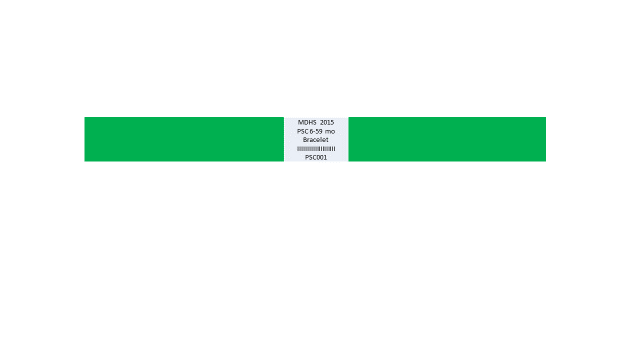 MDHS 2015
PSC 6-59 mo
Bracelet
PSC001